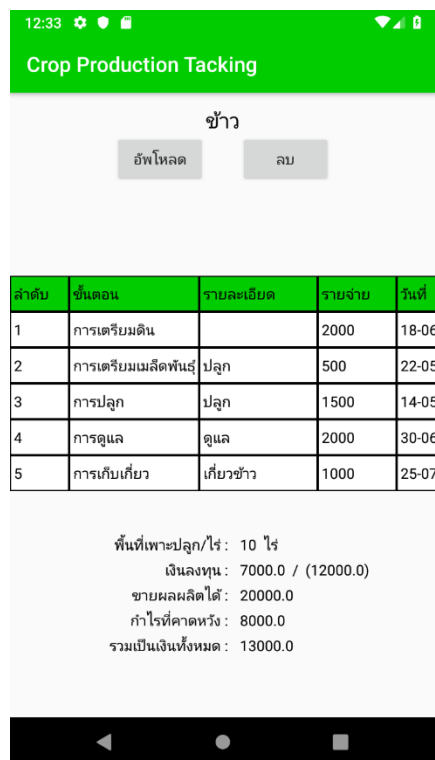 12:33
Crop Production Tacking
ข้าว
อัพโหลด ลบ
ลำดับ ขั้นตอน รายละเอียด รายจ่าย วันที่
1 การเตรียมดิน 2000 18-06
2 การเตรียมเมล็ดพันธุ์ ปลูก 500 22-05
3 การปลูก ปลูก 1500 14-05
4 การดูแล ดูแล 2000 30-06
5 การเก็บเกี่ยว เกี่ยวข้าว 1000 25-07
พื้นที่เพาะปลูก/ไร่ : 10 ไร่
เงินลงทุน : 7000.0 / (12000.0)
ขายผลผลิตได้ : 20000.0
กำไรที่คาดหวัง : 8000.0
รวมเป็นเงินทั้งหมด : 13000.0